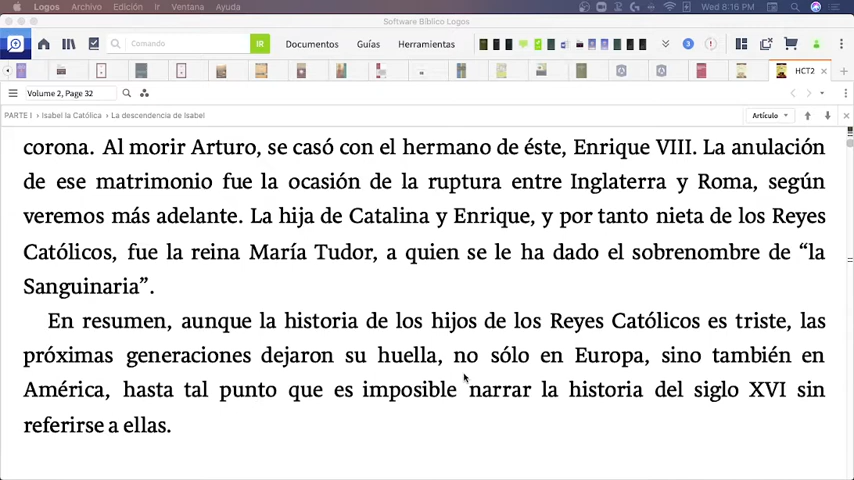 Logos Archivo Edición Ir Ventana Ayuda Wed 8:16 PM
Software Bíblico Logos
Comando IR Documentos Guías Herramientas 3
HCT2
Volume 2, Page 32
PARTE I › Isabel la Católica › La descendencia de Isabel Artículo
corona. Al morir Arturo, se casó con el hermano de éste, Enrique VIII. La anulación
de ese matrimonio fue la ocasión de la ruptura entre Inglaterra y Roma, según
veremos más adelante. La hija de Catalina y Enrique, y por tanto nieta de los Reyes
Católicos, fue la reina María Tudor, a quien se le ha dado el sobrenombre de “la
Sanguinaria”.
En resumen, aunque la historia de los hijos de los Reyes Católicos es triste, las
próximas generaciones dejaron su huella, no sólo en Europa, sino también en
América, hasta tal punto que es imposible narrar la historia del siglo XVI sin
referirse a ellas.